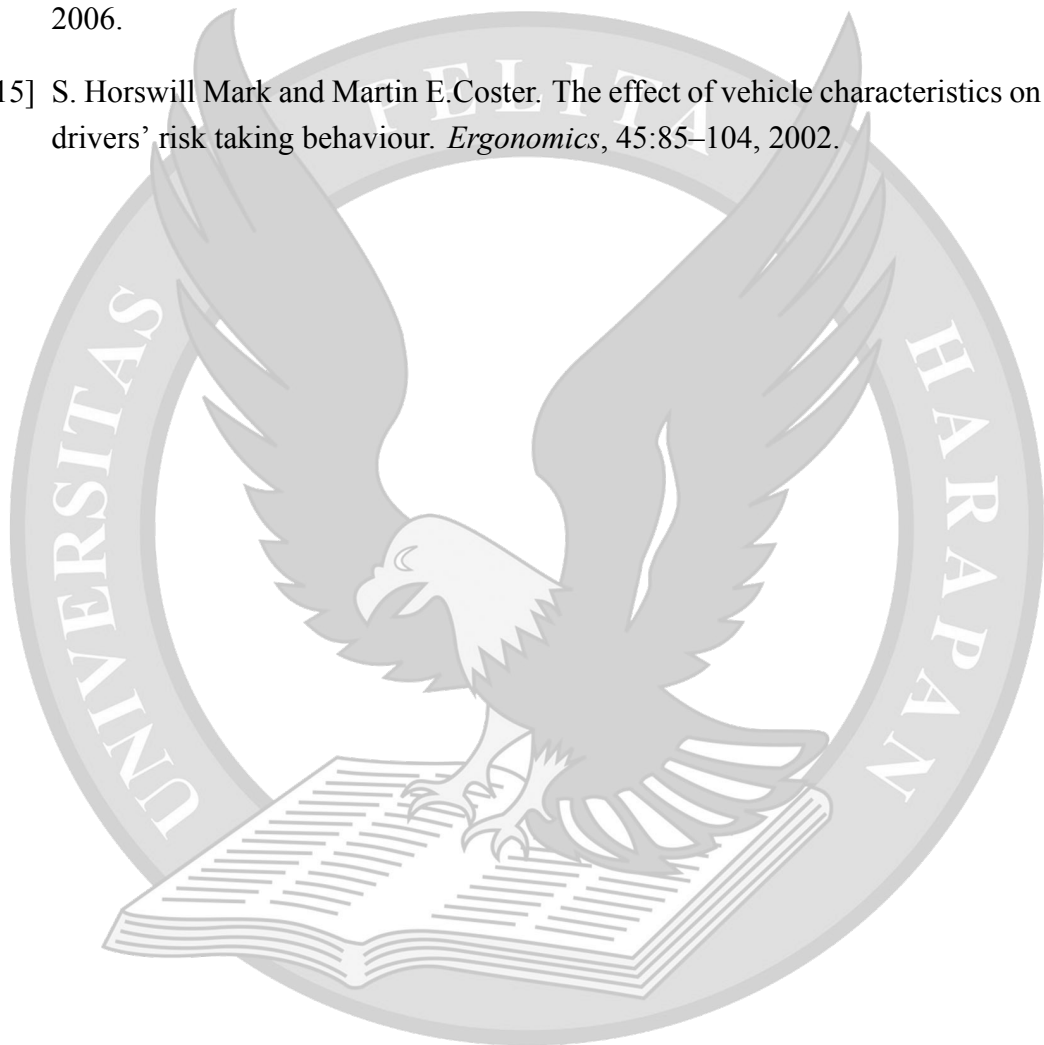 2006.
15] S. Horswill Mark and Martin E.Coster. The effect of vehicle characteristics on
drivers’ risk taking behaviour. Ergonomics, 45:85–104, 2002.
UNIVERSITAS PELITA HARAPAN